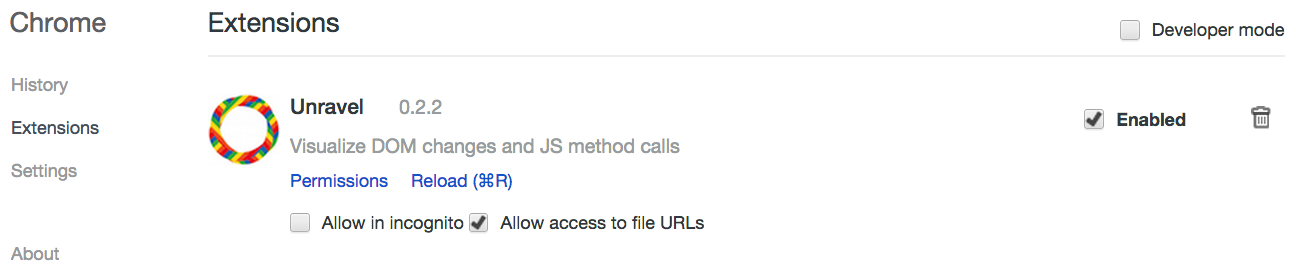 Chrome
Extensions
Developer mode
History
Extensions
Settings
About
Unravel 0.2.2
Enabled
Visualize DOM changes and JS method calls
Permissions Reload (⌘R)
Allow in incognito Allow access to file URLs